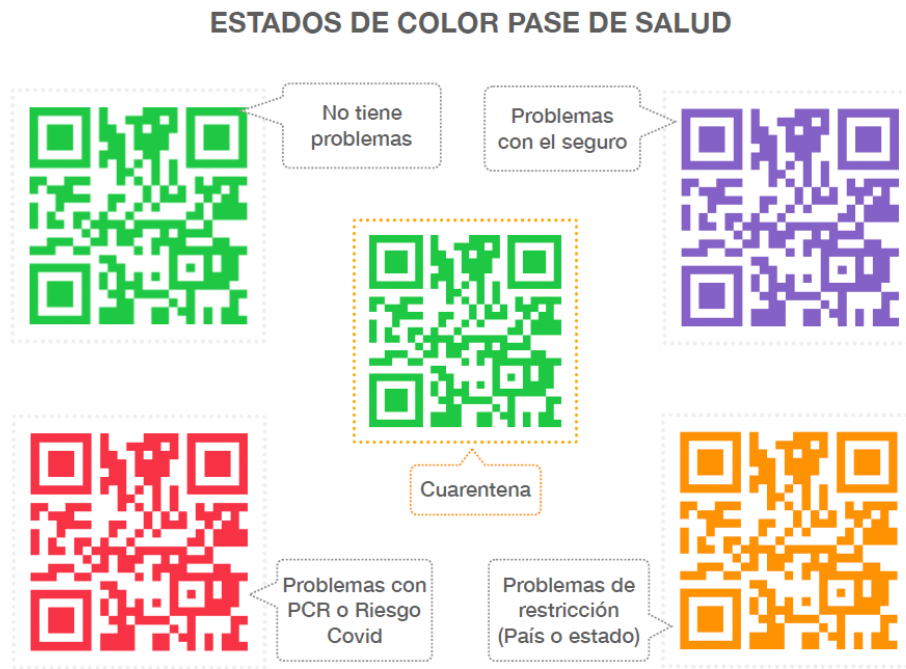 ESTADOS DE COLOR PASE DE SALUD
No tiene
problemas
Problemas
con el seguro
Cuarentena
Problemas con
PCR o Riesgo
Covid
Problemas de
restricción
(País o estado)